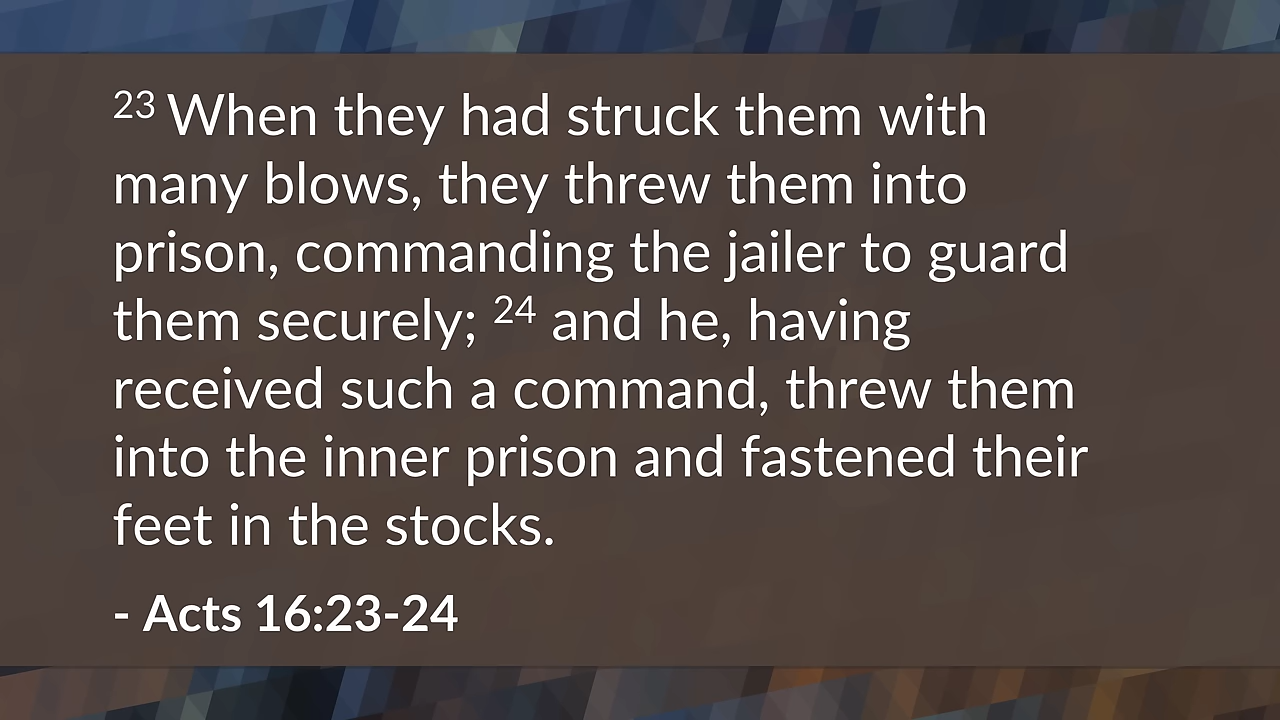 23 When they had struck them with
many blows, they threw them into
prison, commanding the jailer to guard
them securely; 24 and he, having
received such a command, threw them
into the inner prison and fastened their
feet in the stocks.
- Acts 16:23-24